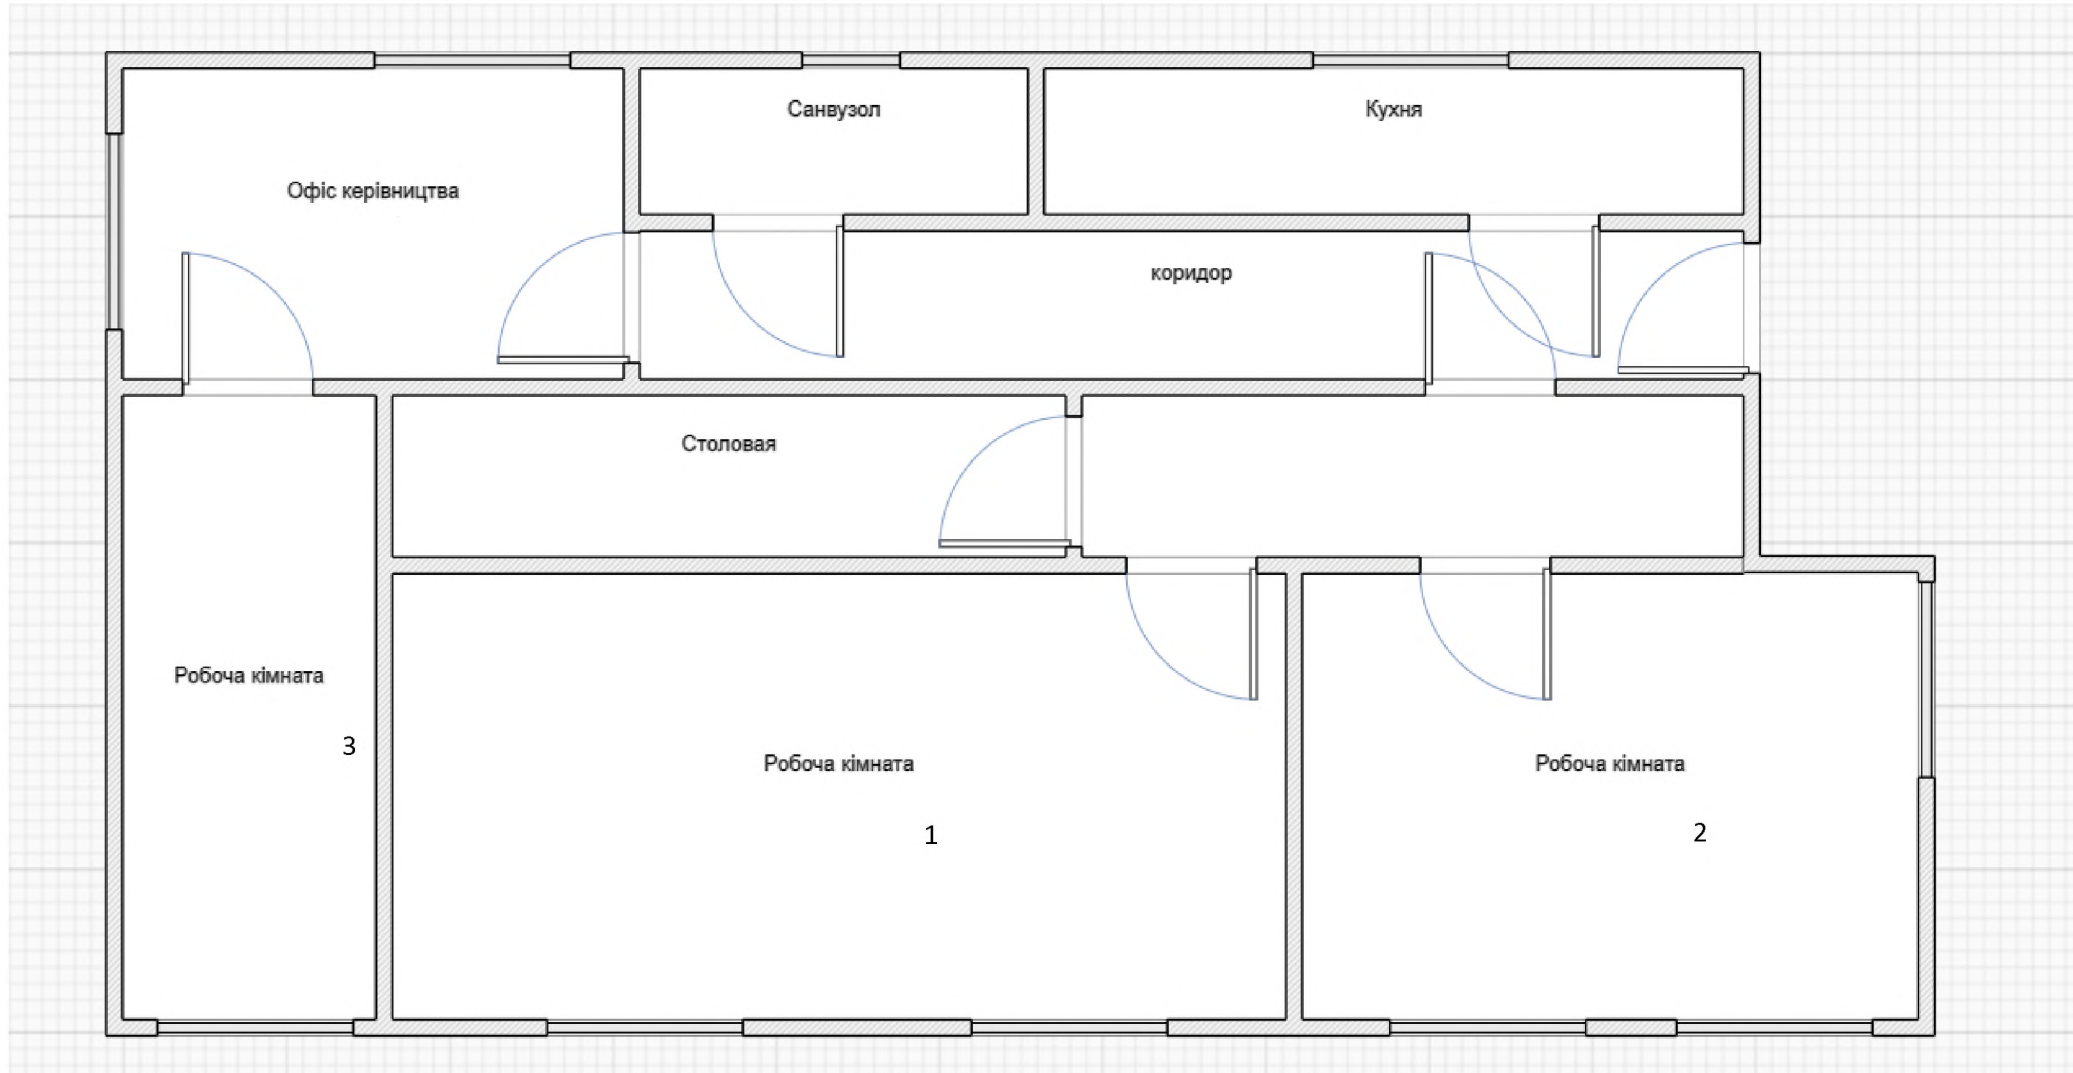 Санвузол
Кухня
Офіс керівництва
коридор
Столовая
Робоча кімната
3
Робоча кімната
1
Робоча кімната
2